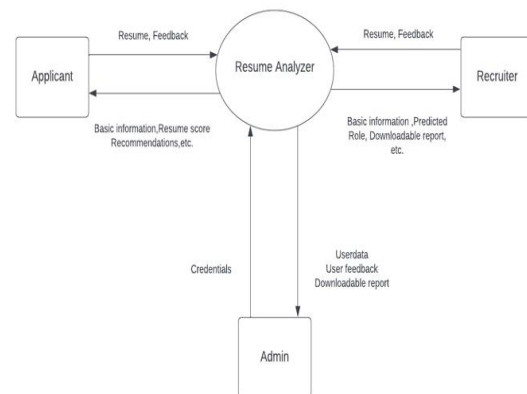 Resume, Feedback
Resume, Feedback
Applicant
Resume Analyzer
Recruiter
Basic information,Resume score
Recommendations,etc.
Basic information ,Predicted
Role, Downloadable report,
etc.
Credentials
Userdata
User feedback
Downloadable report
Admin